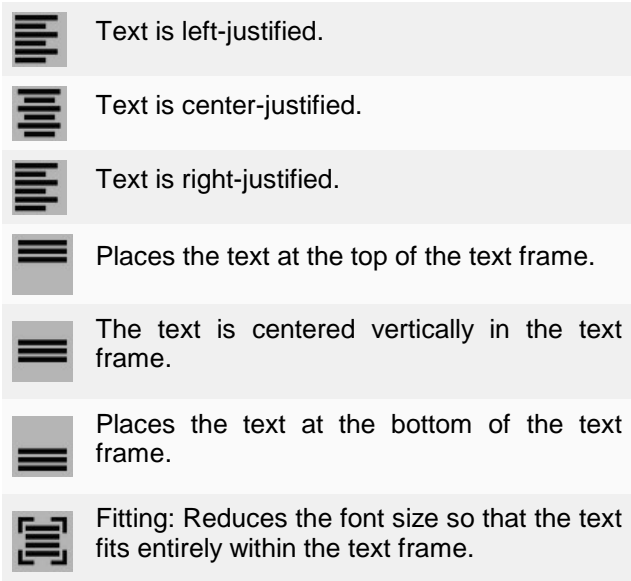 Text is left-justified.
Text is center-justified.
Text is right-justified.
Places the text at the top of the text frame.
The text is centered vertically in the text
frame.
Places the text at the bottom of the text
frame.
Fitting: Reduces the font size so that the text
fits entirely within the text frame.